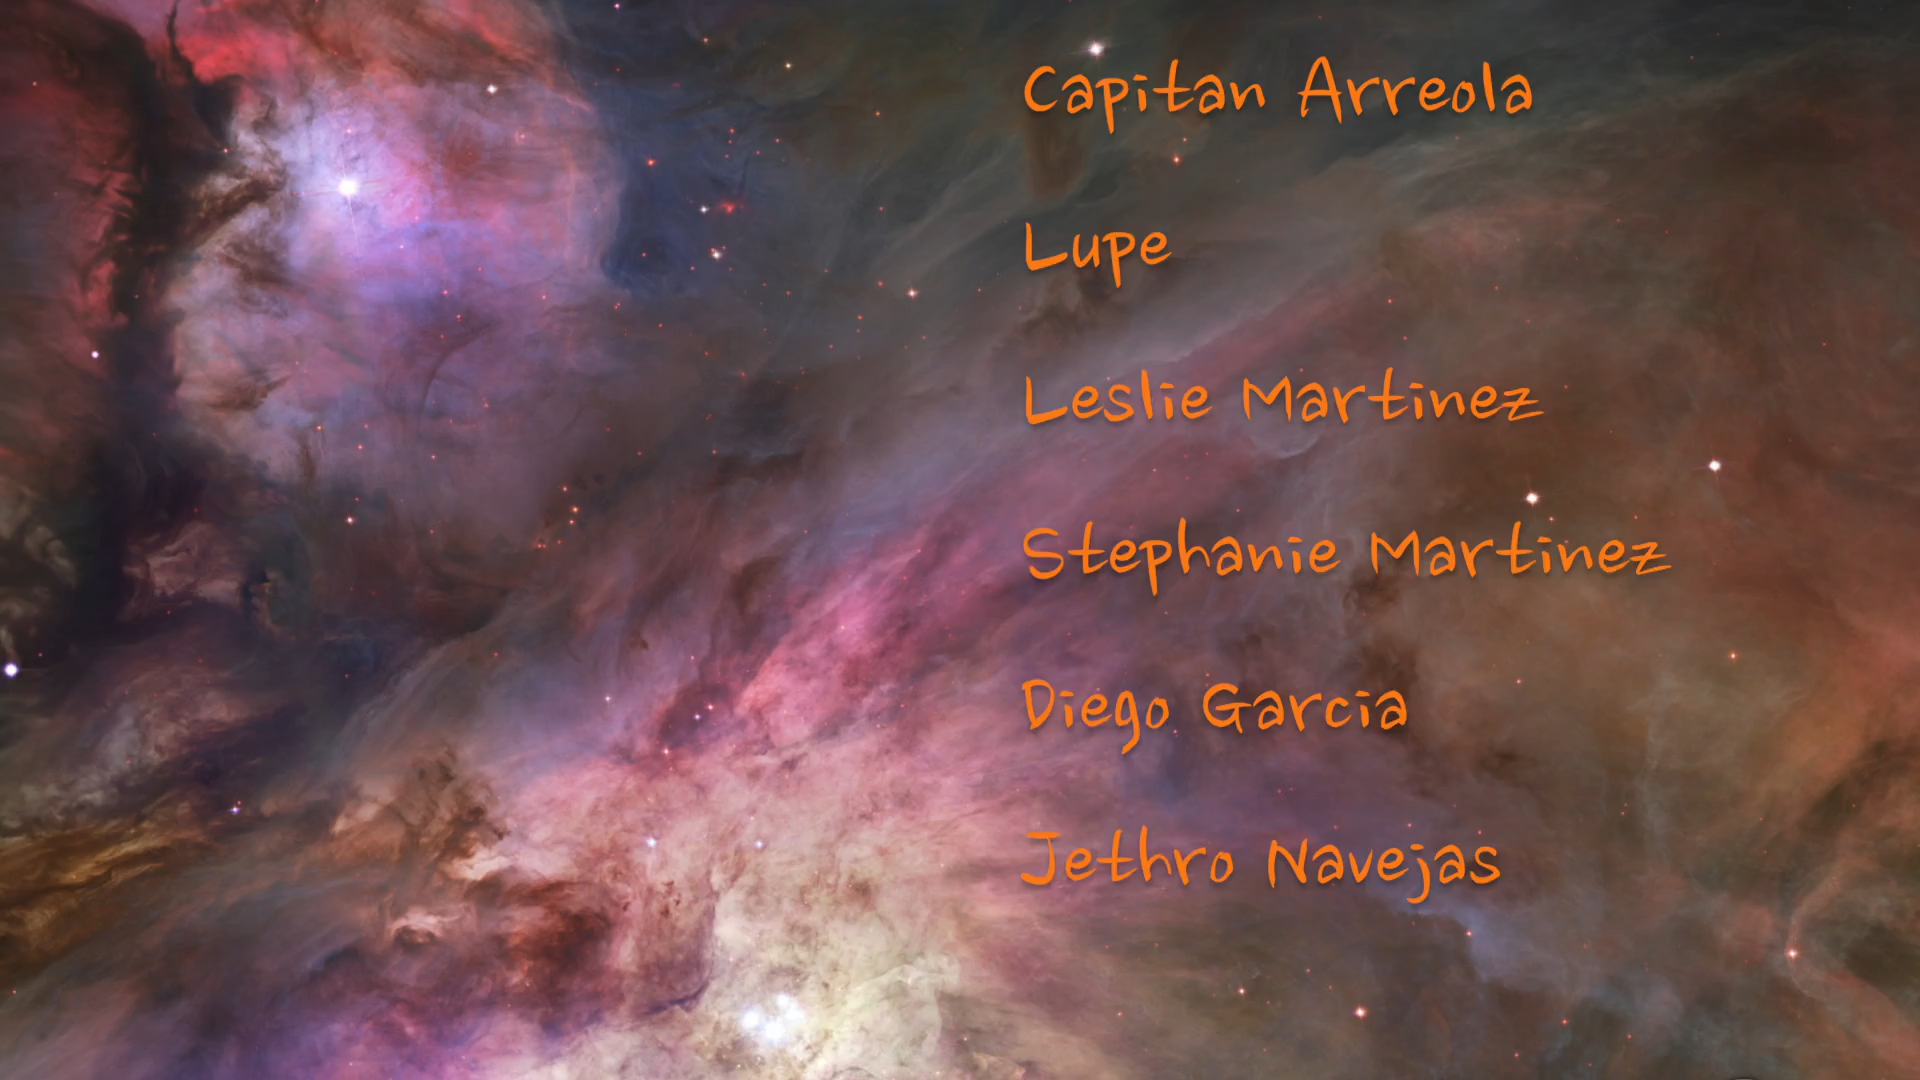 Capitan Arreola
Lupe
Leslie Martinez
Stephanie Martinez
Diego Garcia
Jethro Navejas